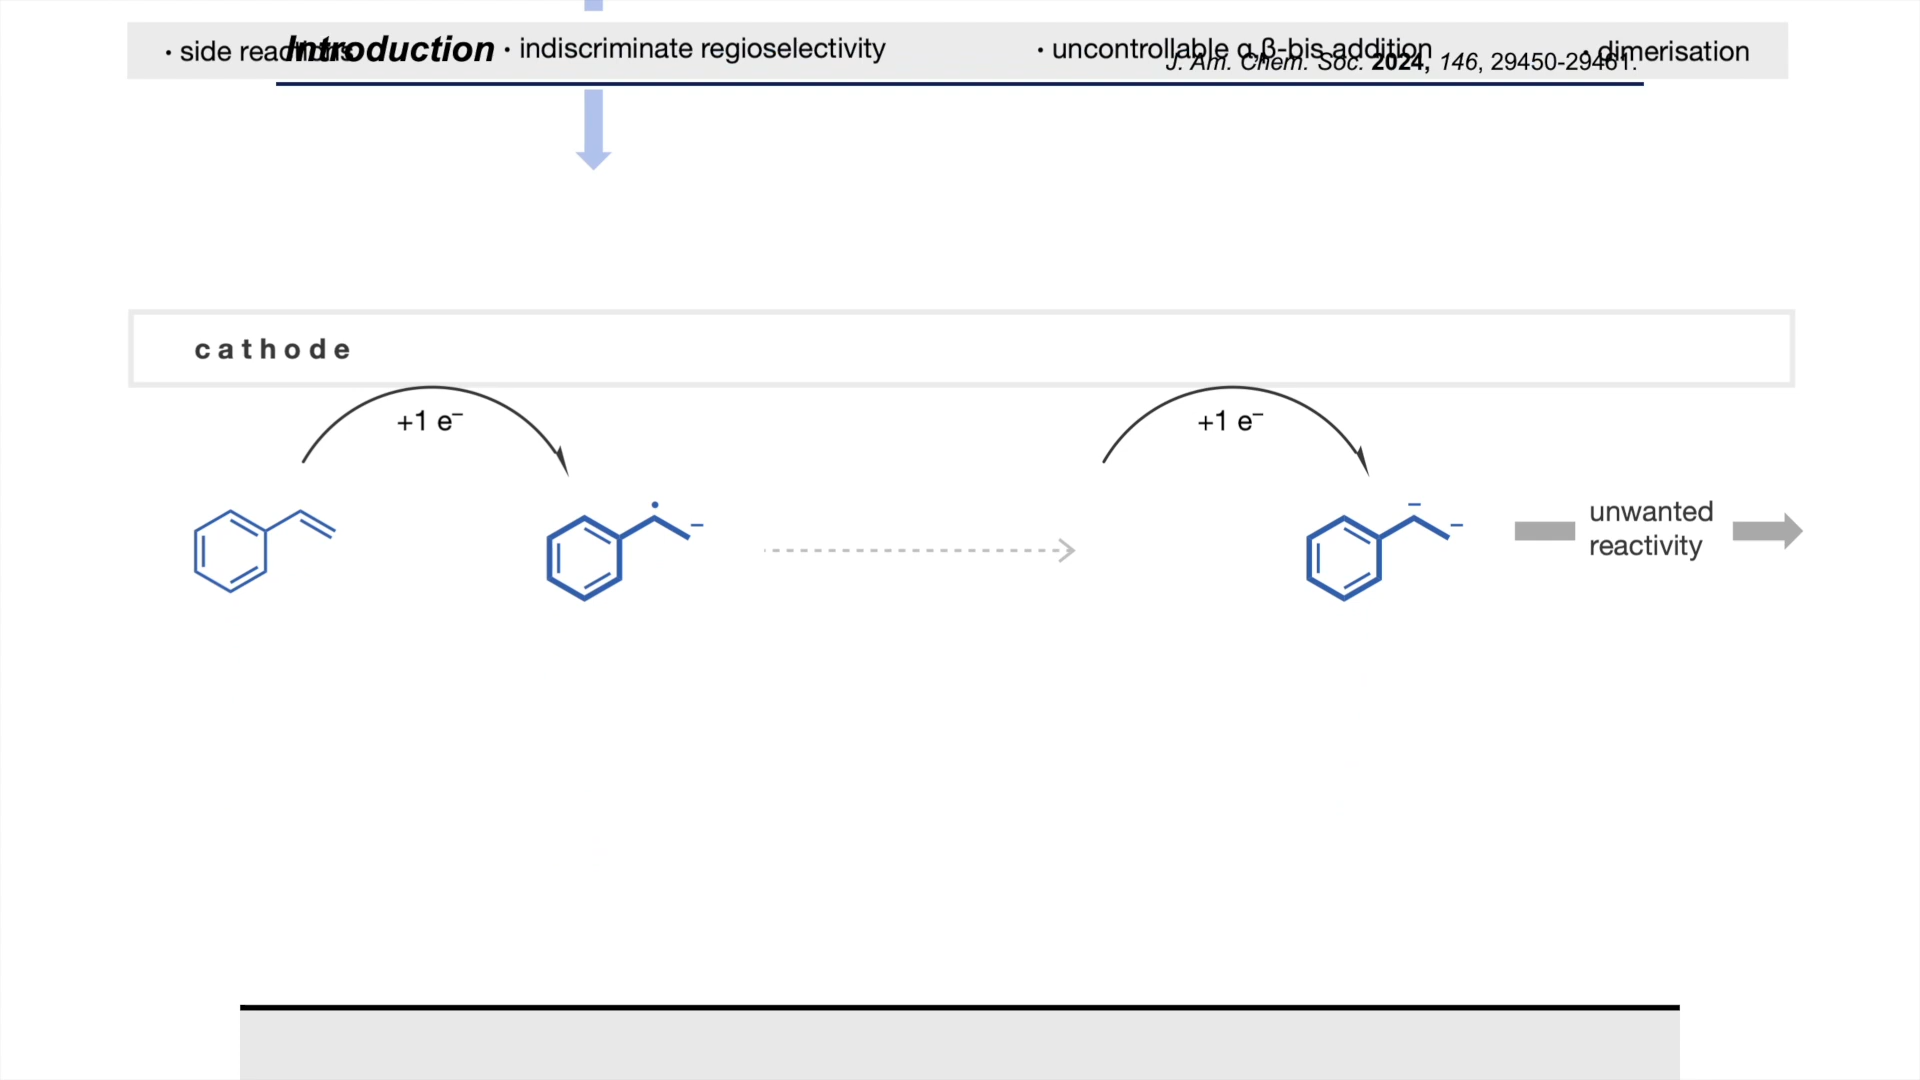 · side reactions
Introduction
· indiscriminate regioselectivity
· uncontrollable α,β-bis addition
· dimerisation
J. Am. Chem. Soc. 2024, 146, 29450-29461.
cathode
+1 e⁻
+1 e⁻
unwanted
reactivity